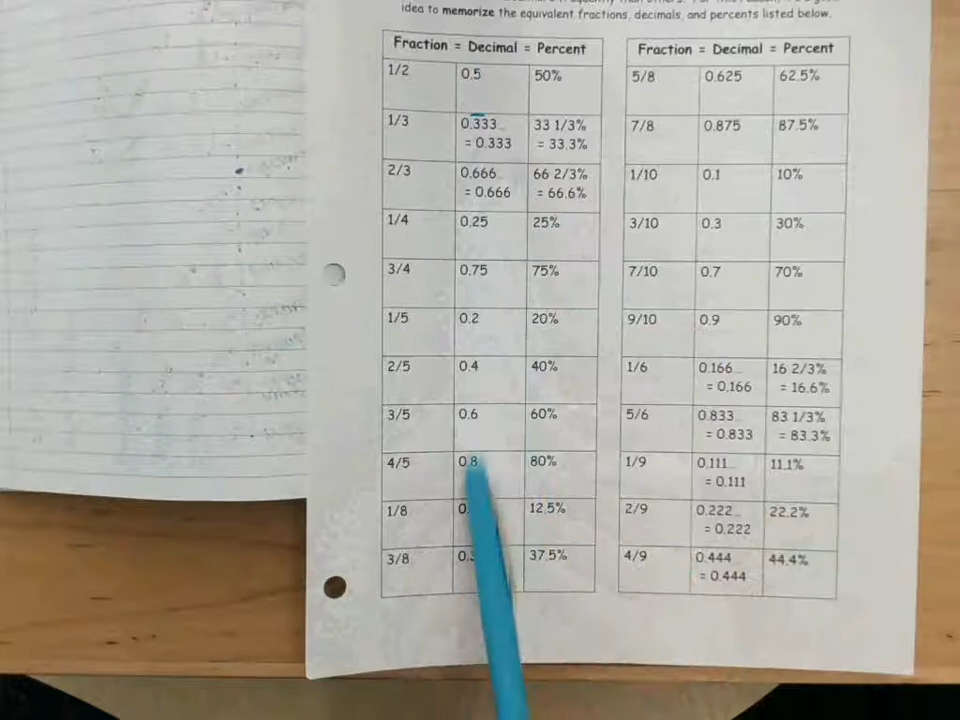 idea to memorize the equivalent fractions, decimals, and percents listed below.
Fraction = Decimal = Percent
1/2 0.5 50%
1/3 0.333... 33 1/3%
= 0.333 = 33.3%
2/3 0.666... 66 2/3%
= 0.666 = 66.6%
1/4 0.25 25%
3/4 0.75 75%
1/5 0.2 20%
2/5 0.4 40%
3/5 0.6 60%
4/5 0.8 80%
1/8 0. 12.5%
3/8 0.3 37.5%
Fraction = Decimal = Percent
5/8 0.625 62.5%
7/8 0.875 87.5%
1/10 0.1 10%
3/10 0.3 30%
7/10 0.7 70%
9/10 0.9 90%
1/6 0.166... 16 2/3%
= 0.166 = 16.6%
5/6 0.833... 83 1/3%
= 0.833 = 83.3%
1/9 0.111... 11.1%
= 0.111
2/9 0.222... 22.2%
= 0.222
4/9 0.444... 44.4%
= 0.444